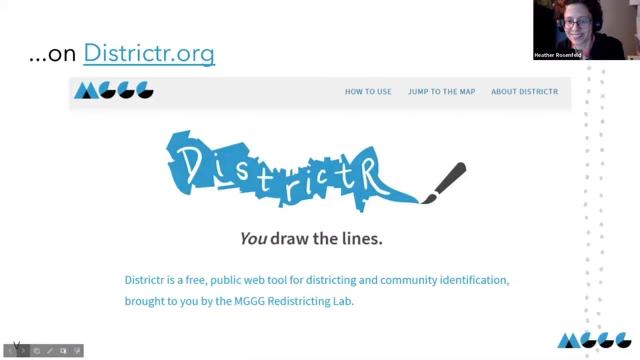 ...on Districtr.org
Heather Rosenfeld
MGGG
HOW TO USE JUMP TO THE MAP ABOUT DISTRICTR
DistrictR
You draw the lines.
Districtr is a free, public web tool for districting and community identification,
brought to you by the MGGG Redistricting Lab.
MGGG